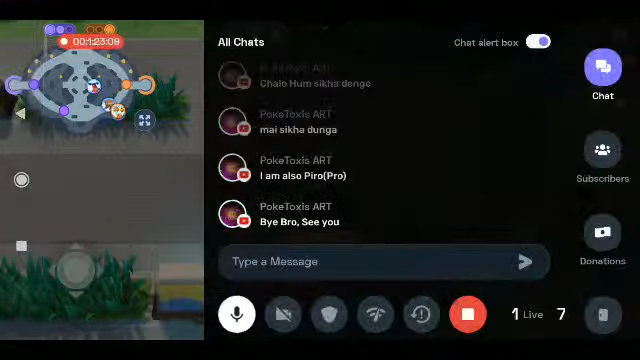 00:1:23:09
All Chats
Chat alert box
Chalo Hum sikha denge
PokeToxis ART
mai sikha dunga
PokeToxis ART
I am also Piro(Pro)
PokeToxis ART
Bye Bro, See you
Type a Message
Chat
Subscribers
Donations
1 Live 7